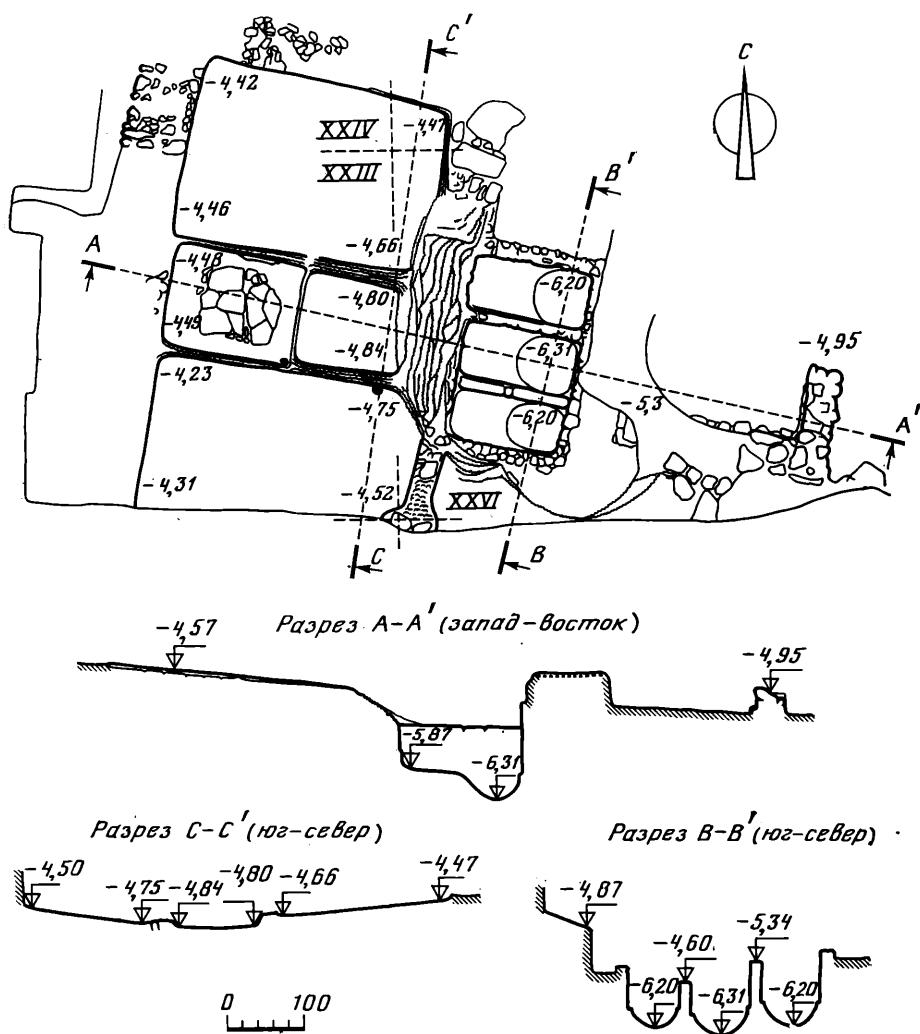 C'
C
-4,42
XXIV
-4,47
XXIII
B'
-4,46
-4,66
A
-4,48
-6,20
-4,80
-4,49
-6,31
-4,84
-4,95
-4,23
-4,75
-6,20
-5,3
A'
-4,31
-4,52
XXVI
C
B
Разрез А-А' (запад-восток)
-4,57
-4,95
-5,87
-6,31
Разрез С-С' (юг-север)
-4,50
-4,75
-4,84
-4,80
-4,66
-4,47
Разрез В-В' (юг-север)
-4,87
-4,60
-5,34
-6,20
-6,31
-6,20
0 100